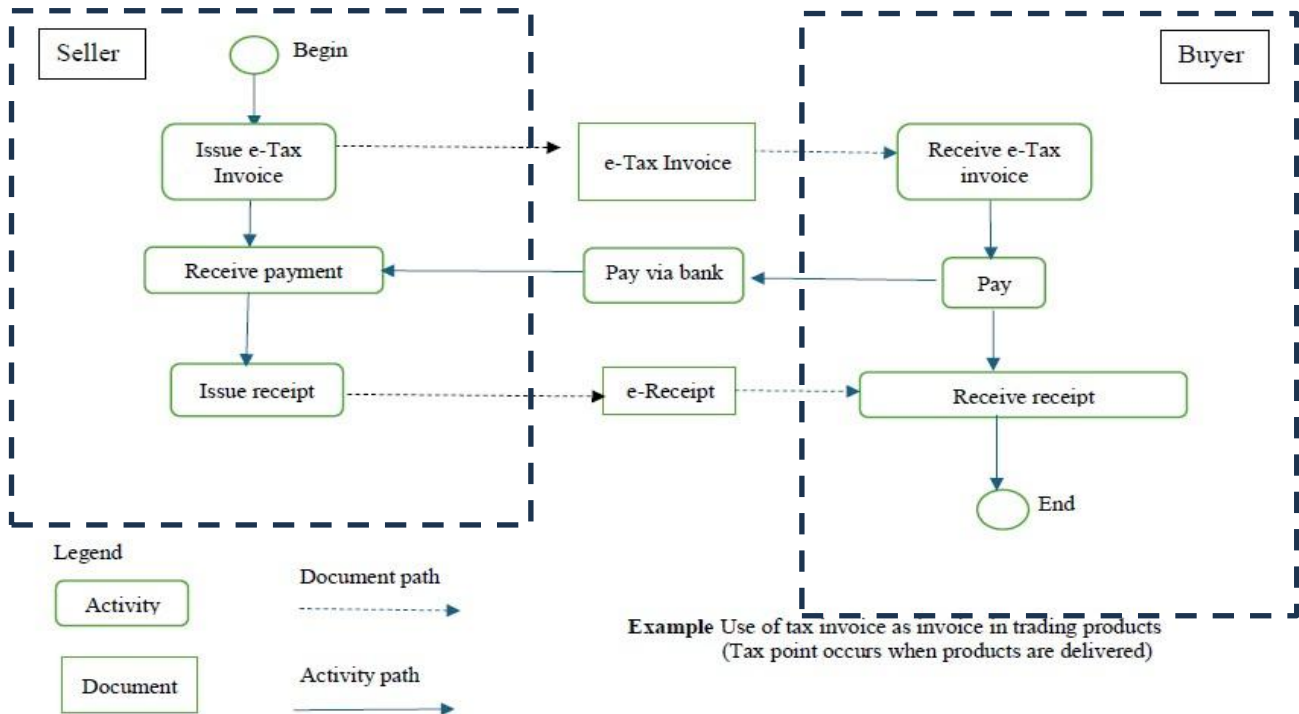 Seller
Begin
Buyer
Issue e-Tax
Invoice
e-Tax Invoice
Receive e-Tax
invoice
Receive payment
Pay via bank
Pay
Issue receipt
e-Receipt
Receive receipt
End
Legend
Activity
Document path
Document
Activity path
Example Use of tax invoice as invoice in trading products
(Tax point occurs when products are delivered)